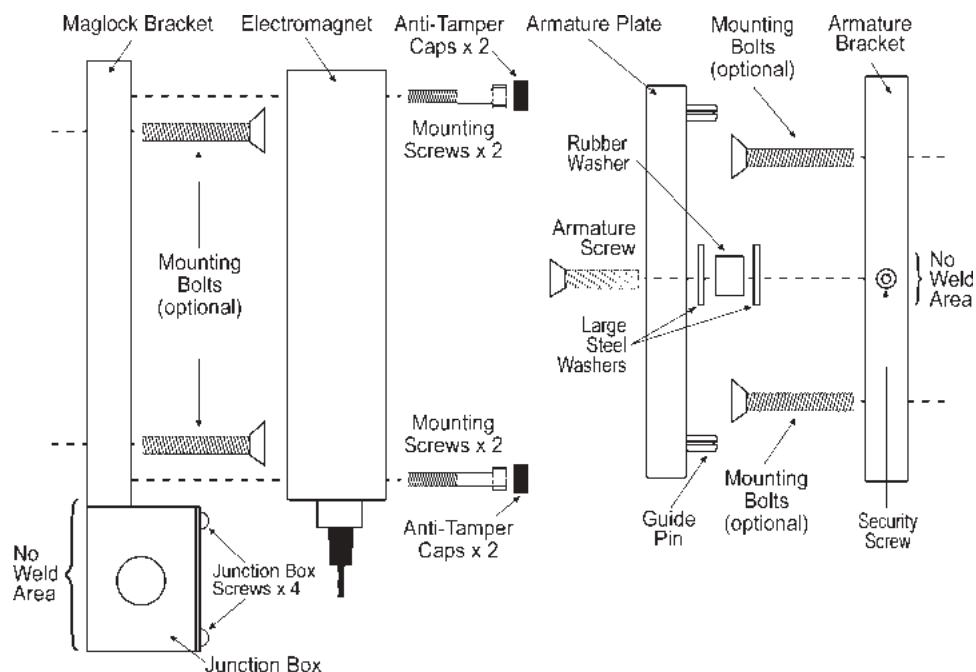 Maglock Bracket
Electromagnet
Anti-Tamper
Caps x 2
Mounting
Screws x 2
Mounting
Bolts
(optional)
Mounting
Screws x 2
Anti-Tamper
Caps x 2
No
Weld
Area
Junction Box
Screws x 4
Junction Box
Armature Plate
Mounting
Bolts
(optional)
Armature
Bracket
Rubber
Washer
Armature
Screw
Large
Steel
Washers
No
Weld
Area
Guide
Pin
Mounting
Bolts
(optional)
Security
Screw